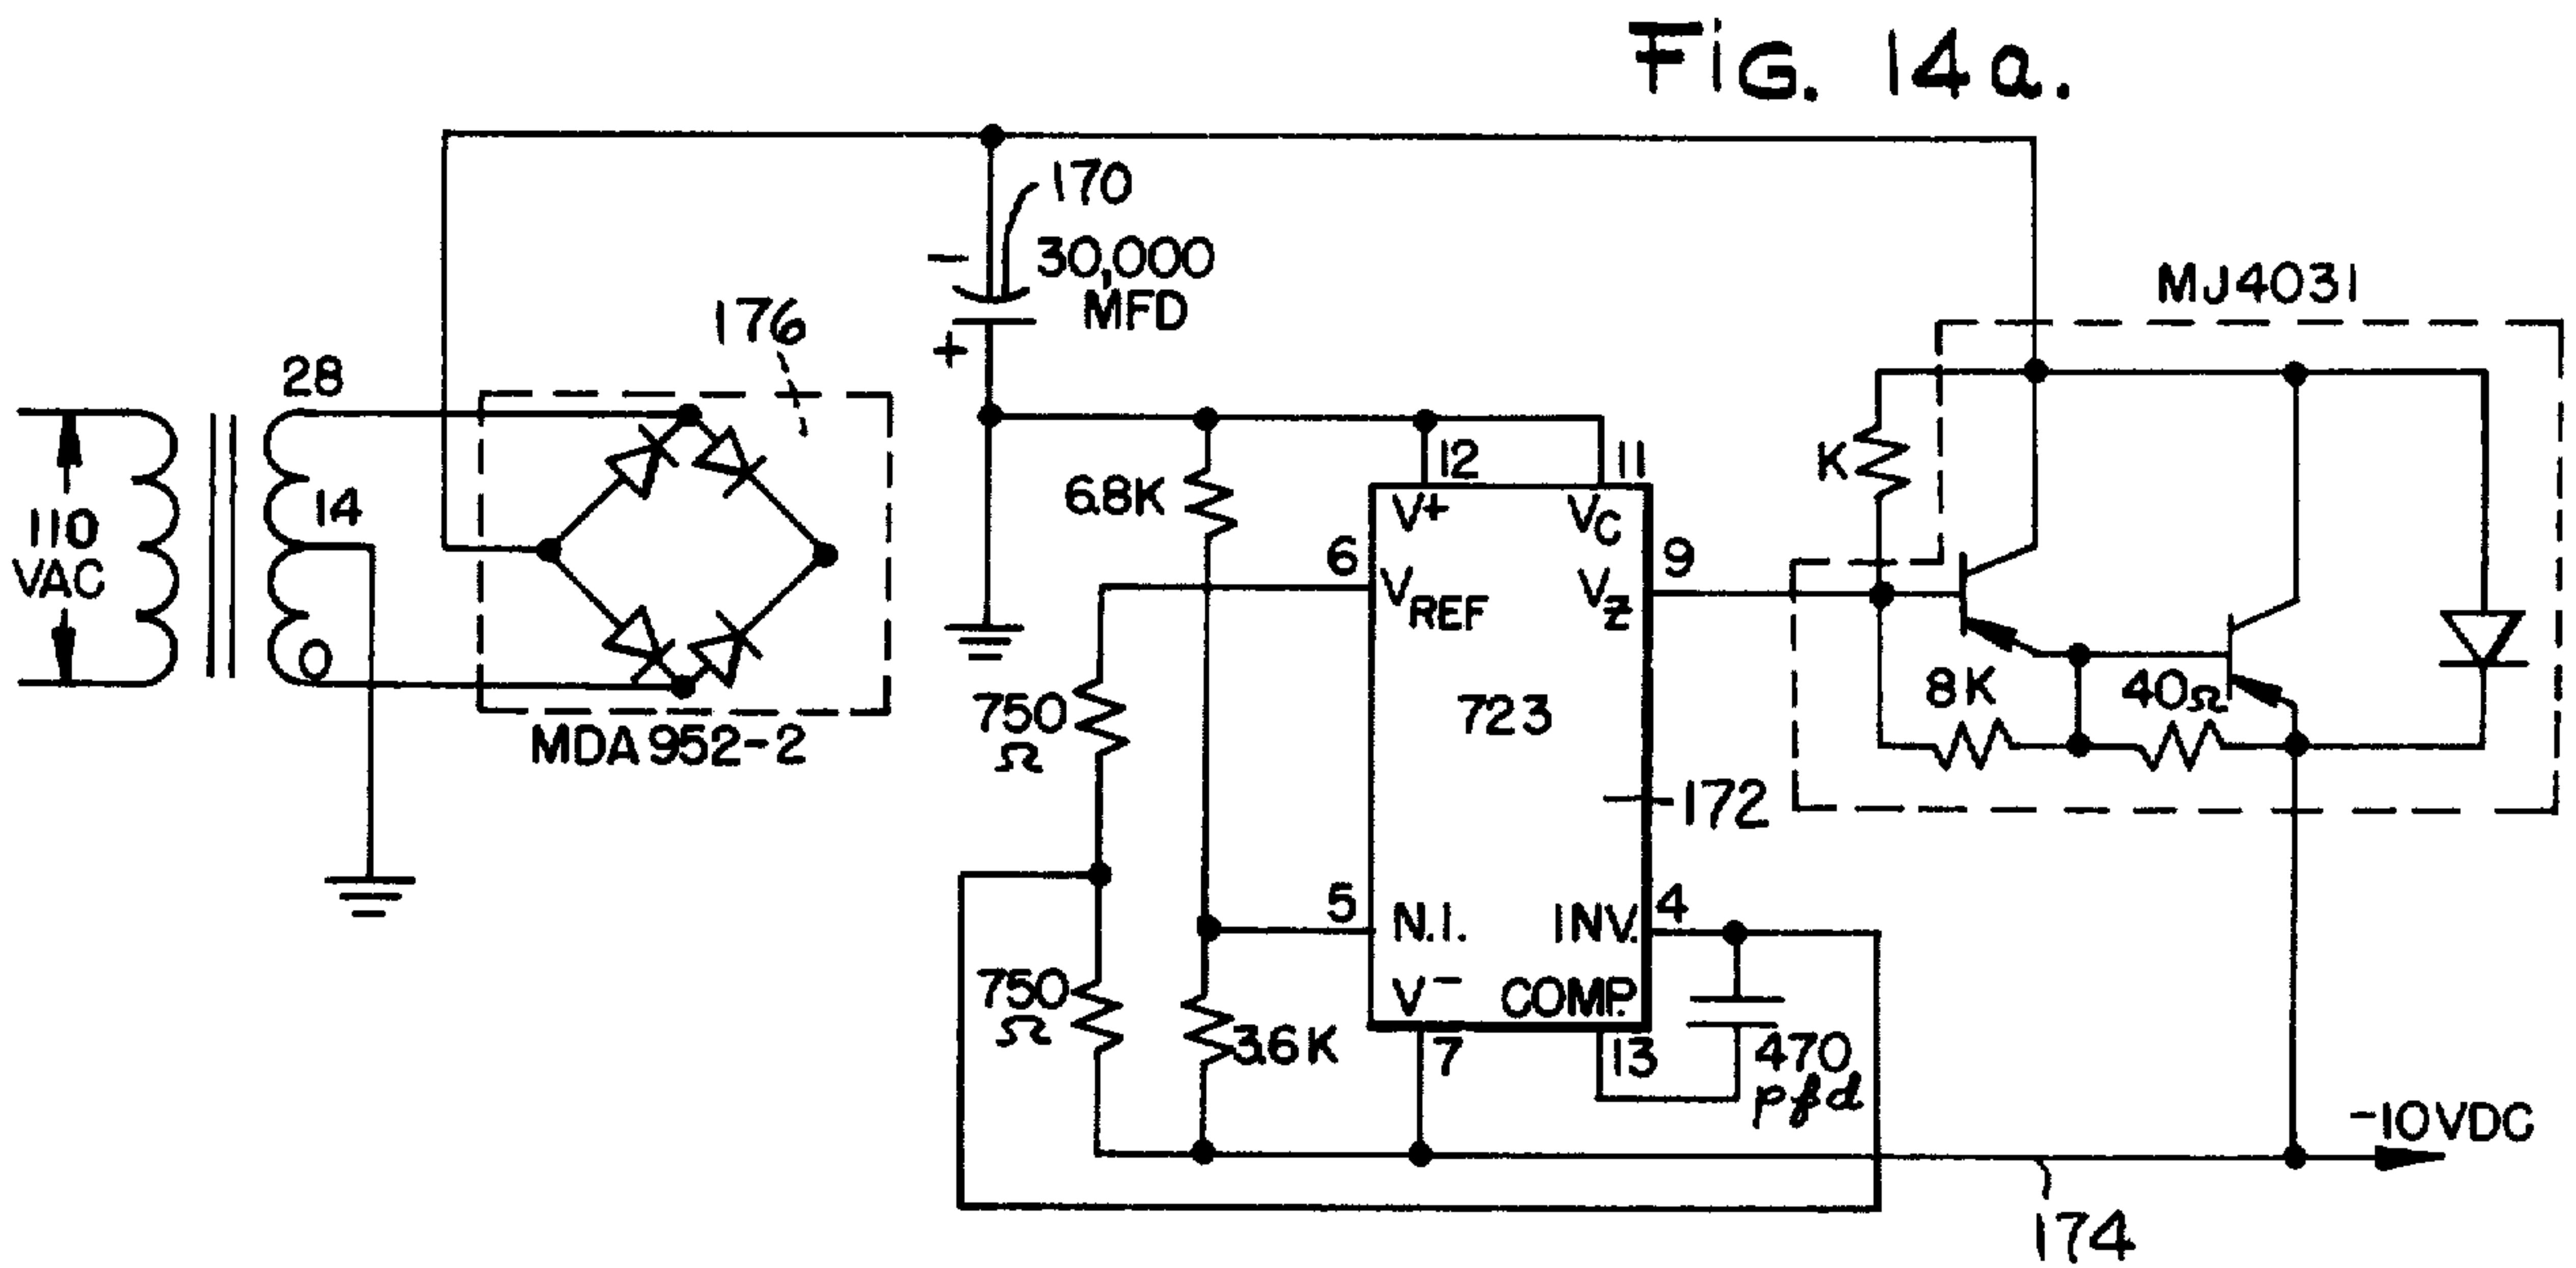 FiG. 14a.
170
- 30,000
MFD
+
MJ4031
176
28
14
0
110
VAC
MDA952-2
6.8K
12
11
K
V+
VC
6
9
VREF
VZ
750
Ω
723
8K
40Ω
172
5
4
N.I.
INV.
V-
COMP.
750
Ω
3.6K
7
13
470
pfd
-10VDC
174